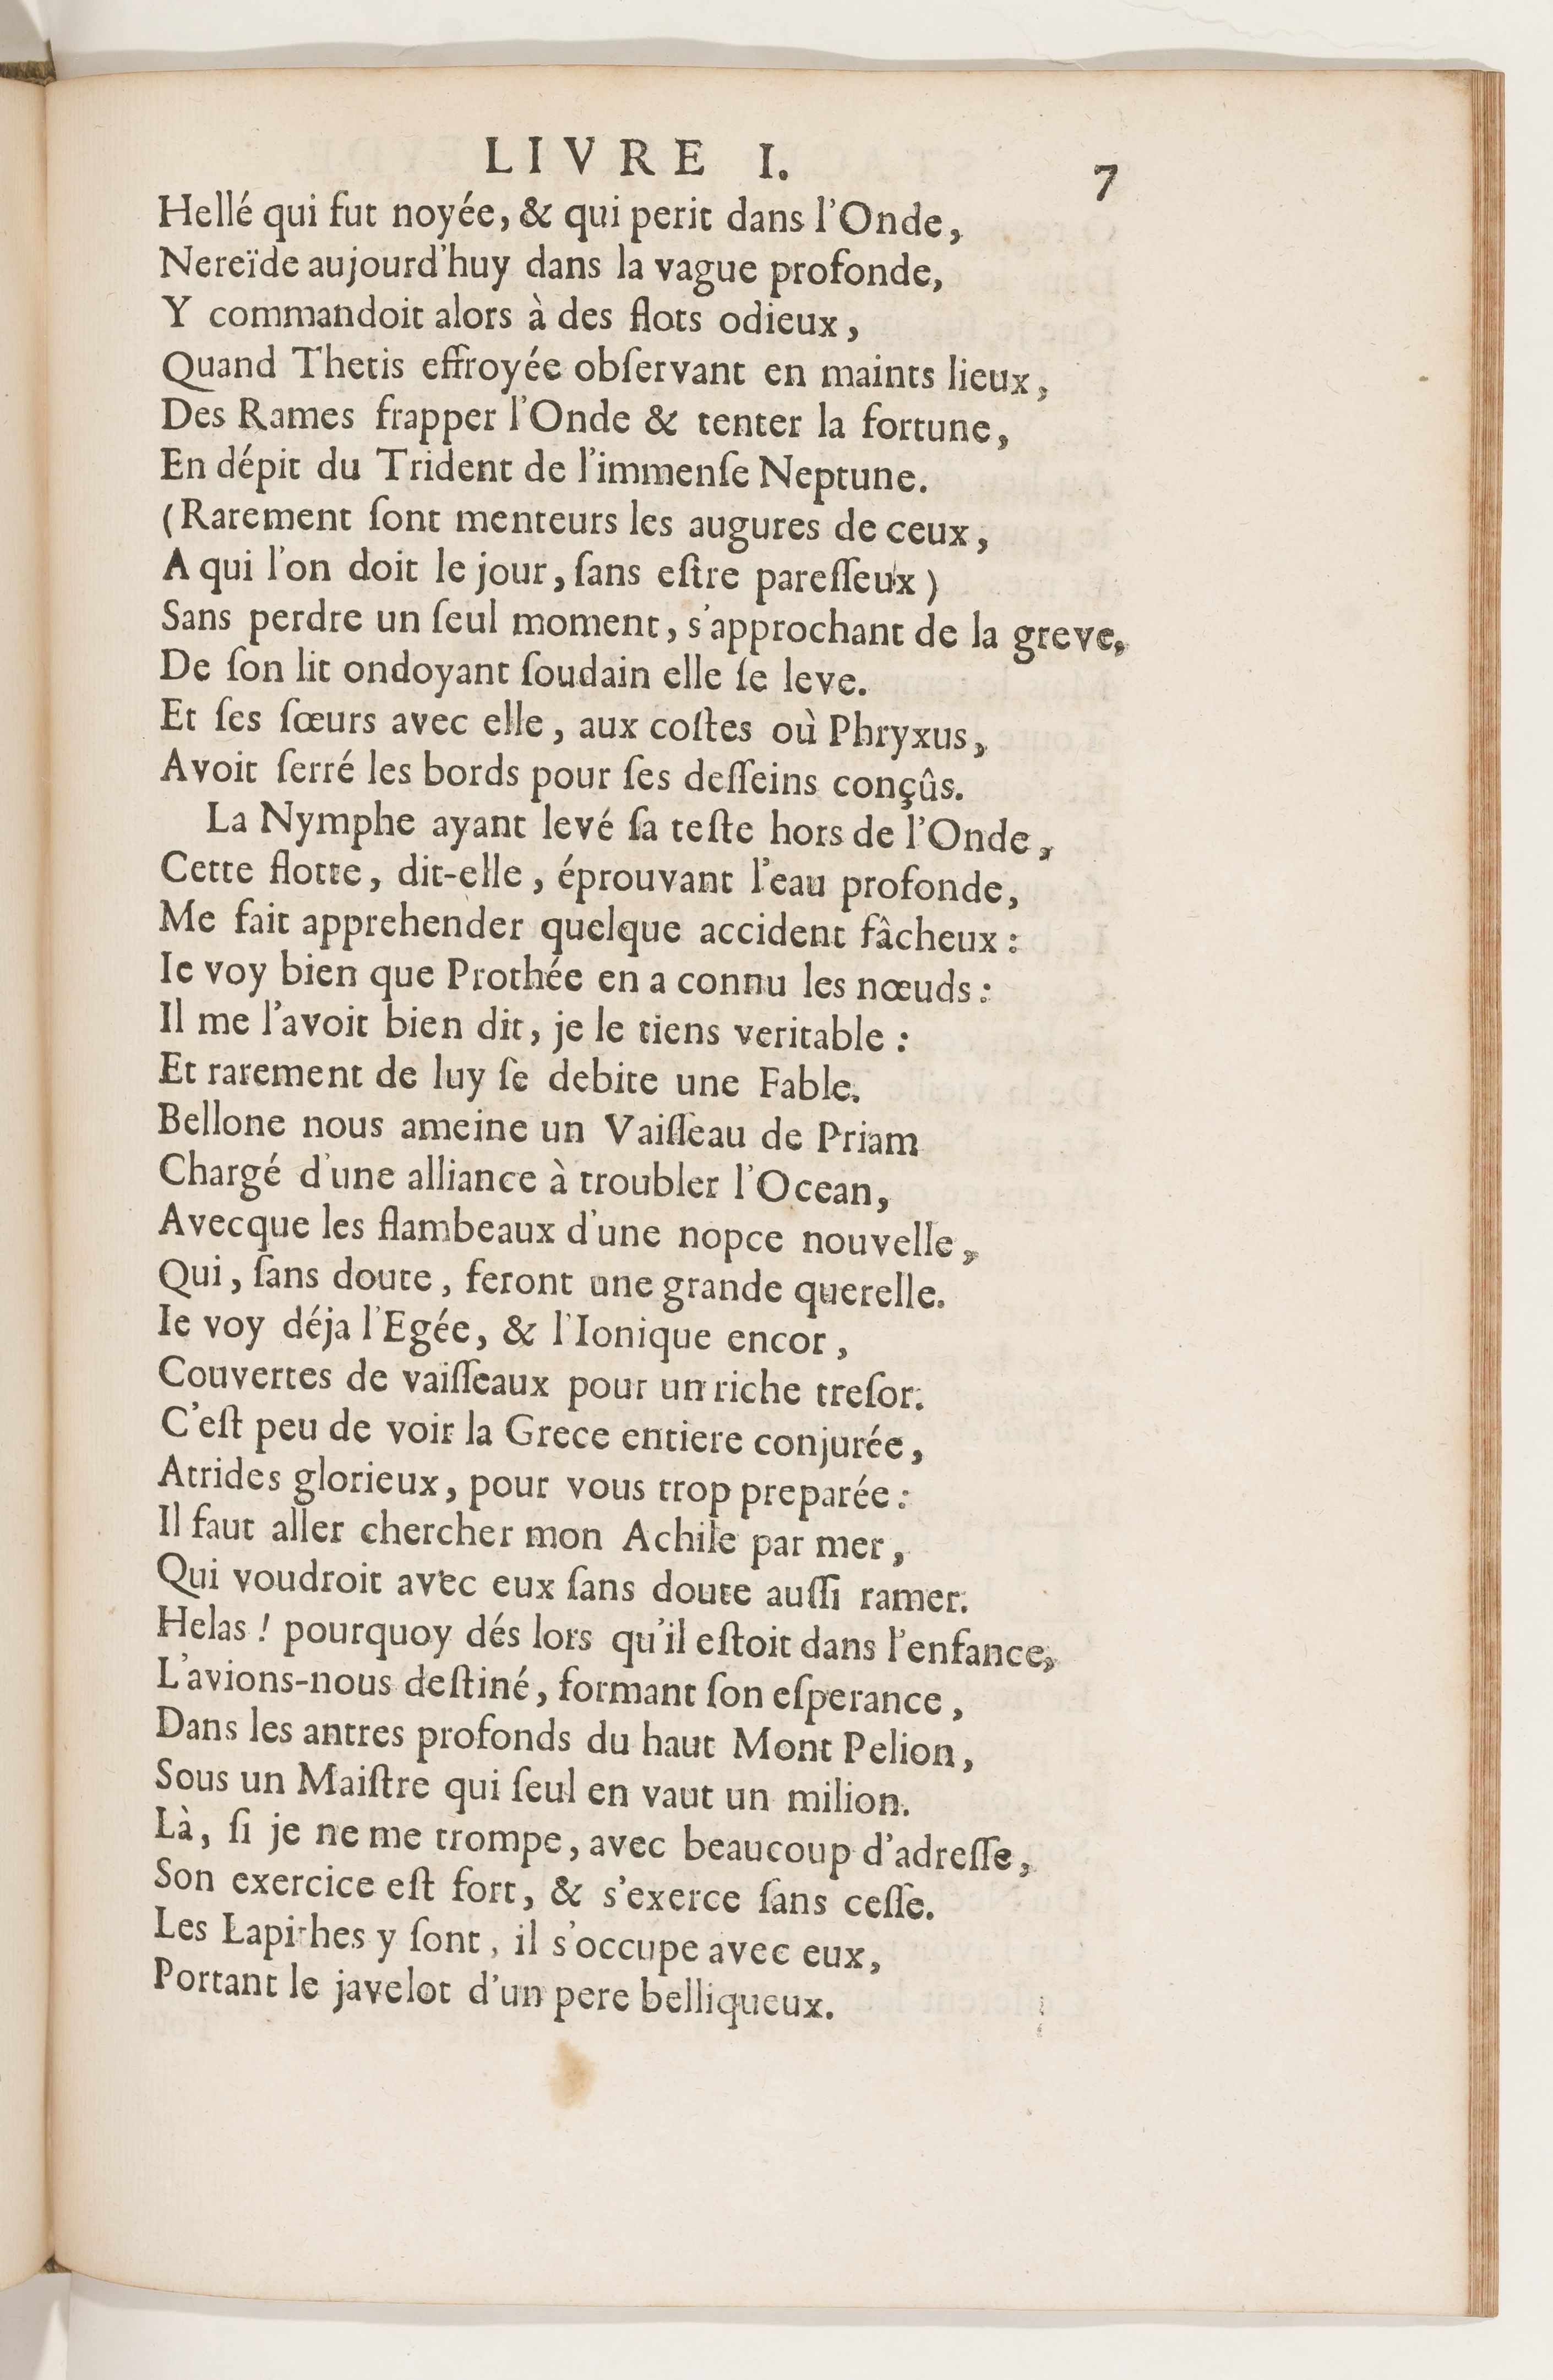 LIVRE I. 7
Hellé qui fut noyée, & qui perit dans l'Onde,
Nereïde aujourd'huy dans la vague profonde,
Y commandoit alors à des flots odieux,
Quand Thetis effroyée obſervant en maints lieux,
Des Rames frapper l'Onde & tenter la fortune,
En dépit du Trident de l'immenſe Neptune.
(Rarement ſont menteurs les augures de ceux,
A qui l'on doit le jour, ſans eſtre pareſſeux)
Sans perdre un ſeul moment, s'approchant de la greve,
De ſon lit ondoyant ſoudain elle ſe leve.
Et ſes ſœurs avec elle, aux coſtes où Phryxus,
Avoit ſerré les bords pour ſes deſſeins conçûs.
La Nymphe ayant levé ſa teſte hors de l'Onde,
Cette flotte, dit-elle, éprouvant l'eau profonde,
Me fait apprehender quelque accident fâcheux :
Ie voy bien que Prothée en a connu les nœuds :
Il me l'avoit bien dit, je le tiens veritable :
Et rarement de luy ſe debite une Fable.
Bellone nous ameine un Vaiſſeau de Priam
Chargé d'une alliance à troubler l'Ocean,
Avecque les flambeaux d'une nopce nouvelle,
Qui, ſans doute, feront une grande querelle.
Ie voy déja l'Egée, & l'Ionique encor,
Couvertes de vaiſſeaux pour un riche treſor.
C'eſt peu de voir la Grece entiere conjurée,
Atrides glorieux, pour vous trop preparée :
Il faut aller chercher mon Achile par mer,
Qui voudroit avec eux ſans doute auſſi ramer.
Helas ! pourquoy dés lors qu'il eſtoit dans l'enfance,
L'avions-nous deſtiné, formant ſon eſperance,
Dans les antres profonds du haut Mont Pelion,
Sous un Maiſtre qui ſeul en vaut un milion.
Là, ſi je ne me trompe, avec beaucoup d'adreſſe,
Son exercice eſt fort, & s'exerce ſans ceſſe.
Les Lapithes y ſont, il s'occupe avec eux,
Portant le javelot d'un pere belliqueux.